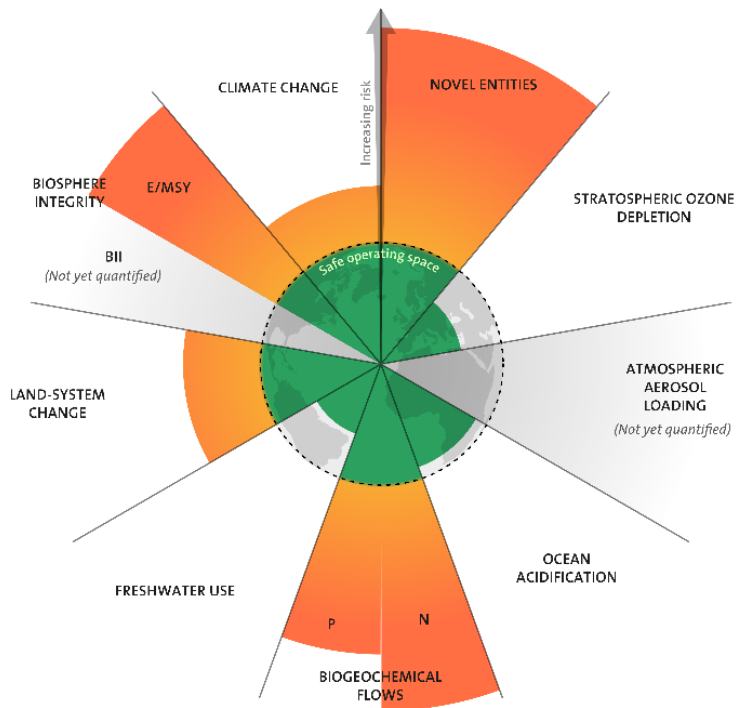 CLIMATE CHANGE
Increasing risk
NOVEL ENTITIES
BIOSPHERE
INTEGRITY
E/MSY
STRATOSPHERIC OZONE
DEPLETION
BII
(Not yet quantified)
Safe operating space
LAND-SYSTEM
CHANGE
ATMOSPHERIC
AEROSOL
LOADING
(Not yet quantified)
FRESHWATER USE
OCEAN
ACIDIFICATION
P
N
BIOGEOCHEMICAL
FLOWS